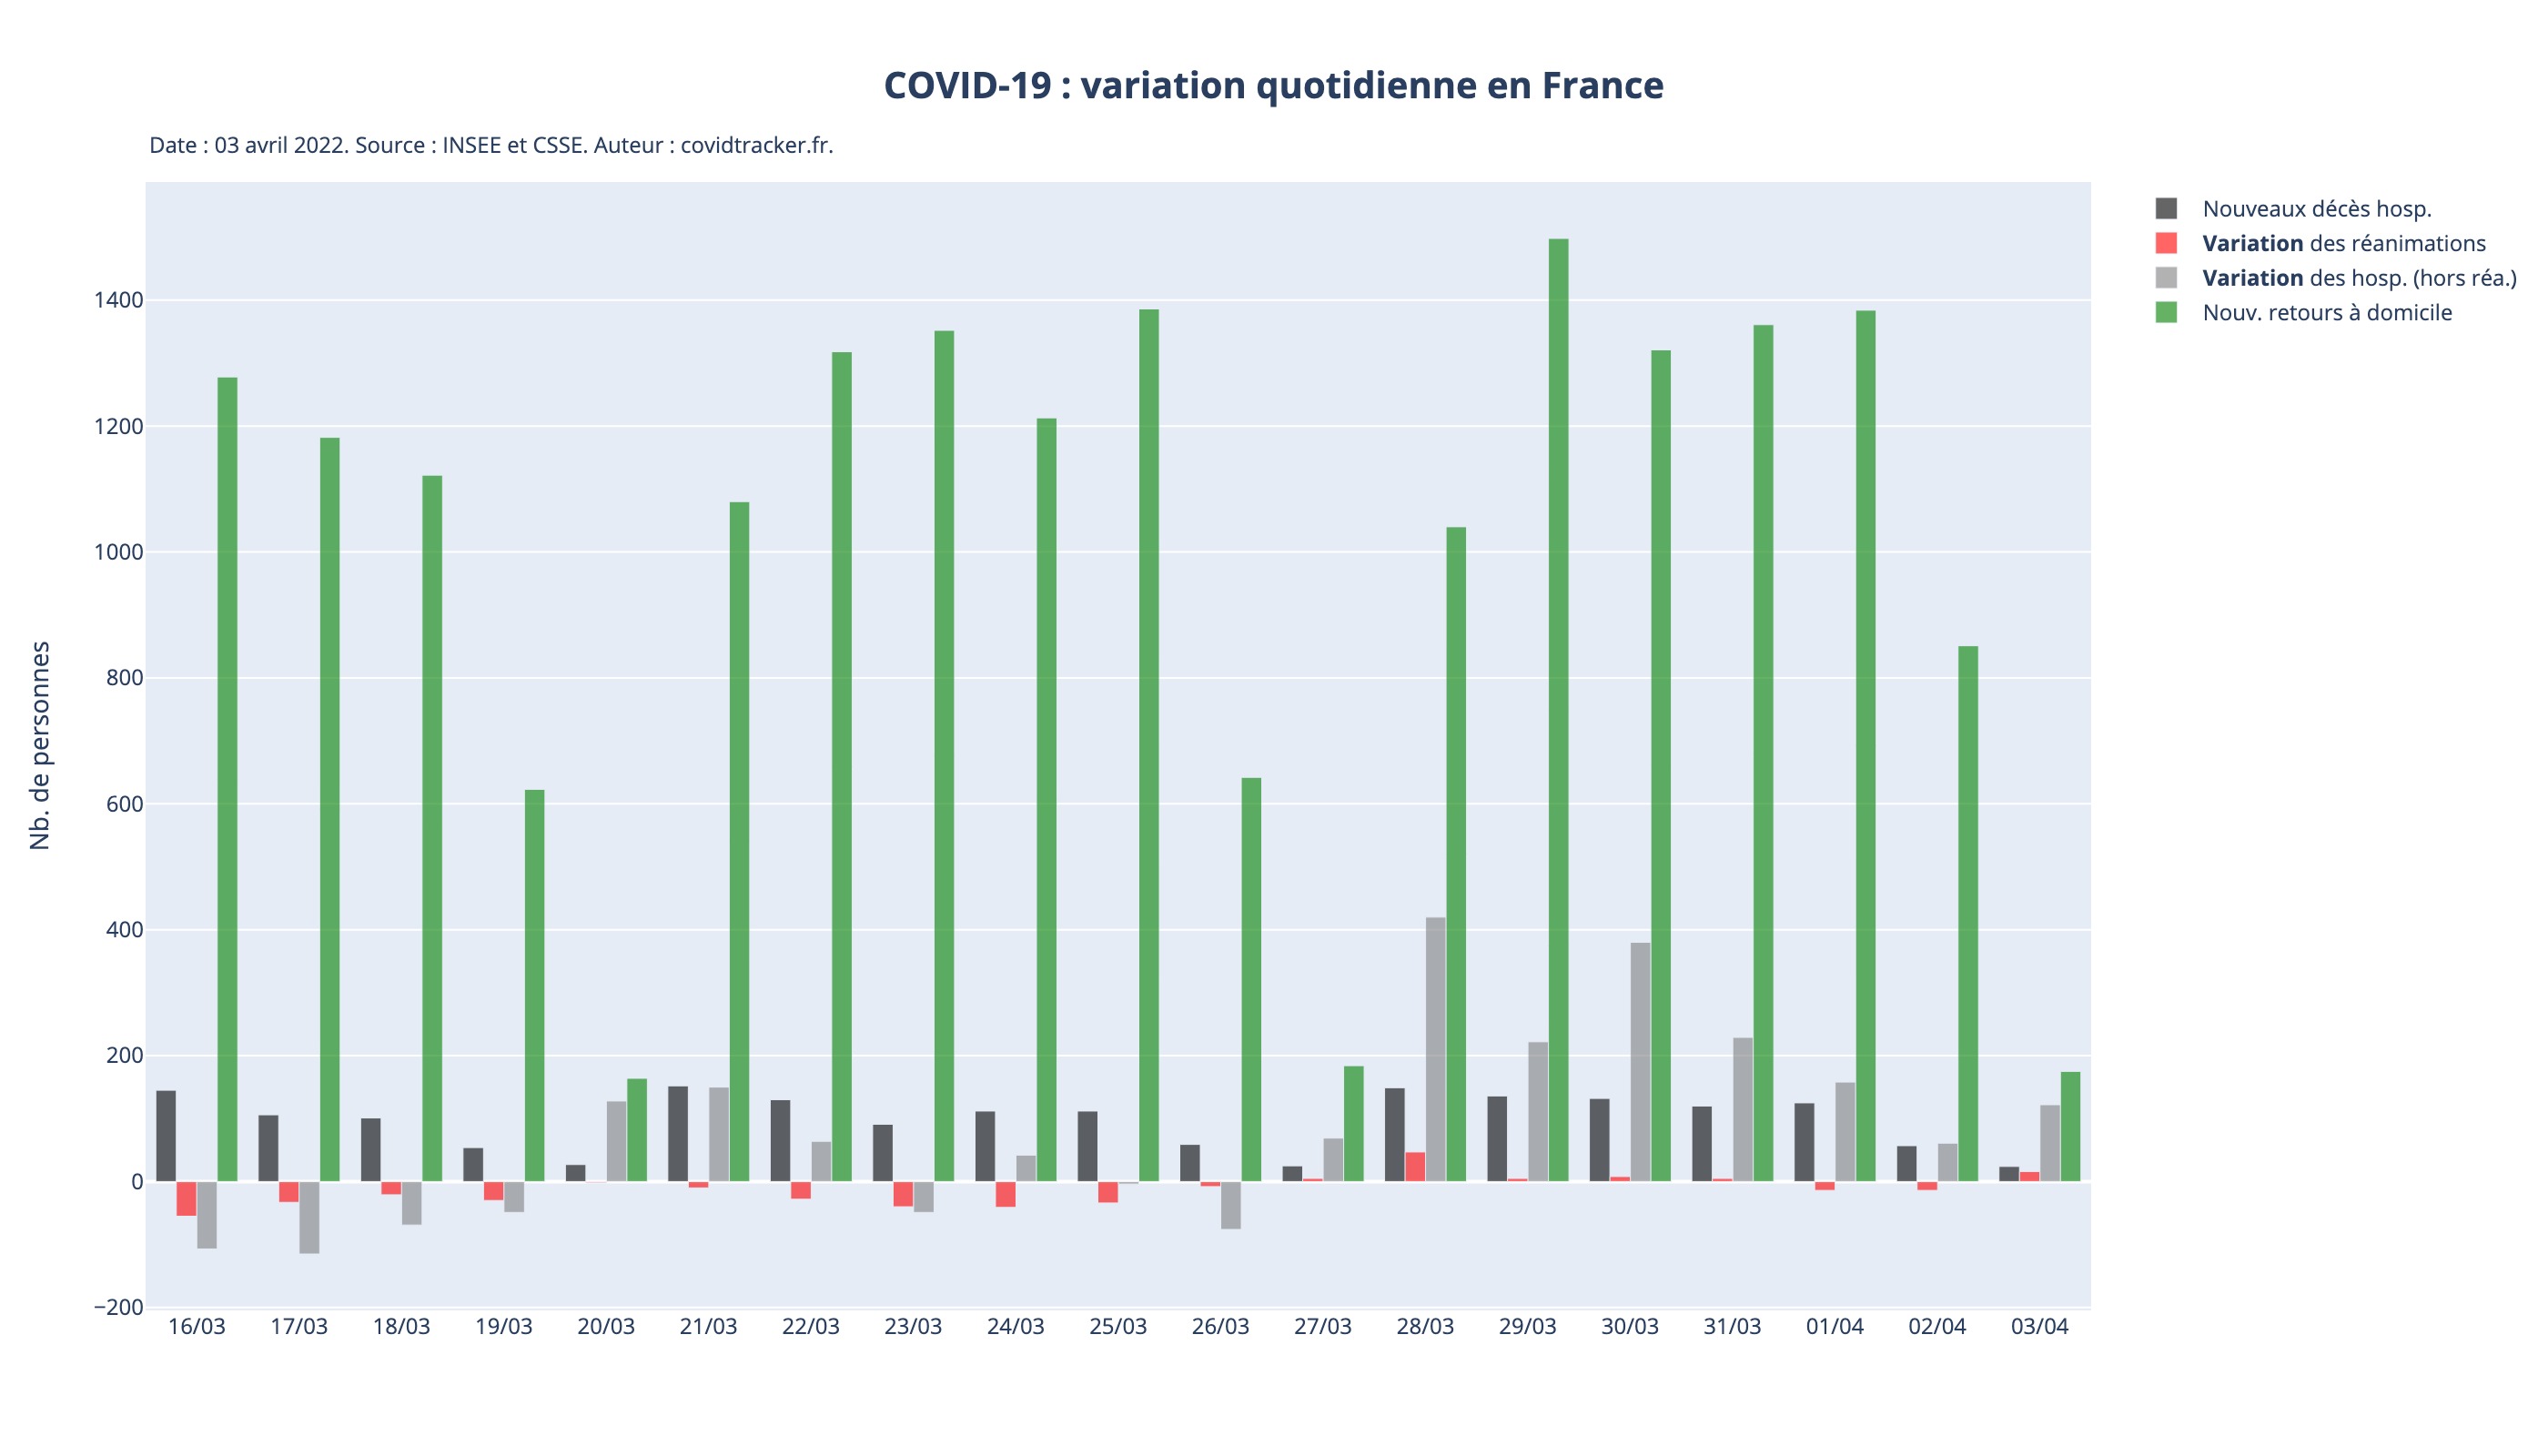 COVID-19 : variation quotidienne en France
Date : 03 avril 2022. Source : INSEE et CSSE. Auteur : covidtracker.fr.
Nouveaux décès hosp.
Variation des réanimations
Variation des hosp. (hors réa.)
Nouv. retours à domicile
Nb. de personnes
1400
1200
1000
800
600
400
200
0
−200
16/03 17/03 18/03 19/03 20/03 21/03 22/03 23/03 24/03 25/03 26/03 27/03 28/03 29/03 30/03 31/03 01/04 02/04 03/04